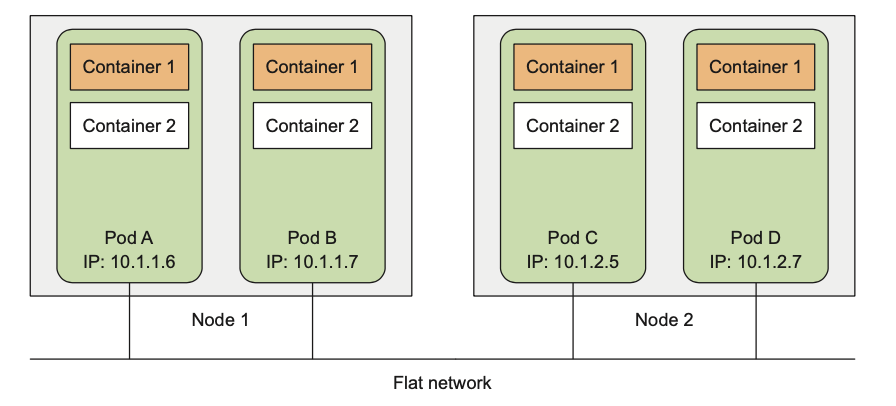 Container 1
Container 2
Pod A
IP: 10.1.1.6
Container 1
Container 2
Pod B
IP: 10.1.1.7
Node 1
Container 1
Container 2
Pod C
IP: 10.1.2.5
Container 1
Container 2
Pod D
IP: 10.1.2.7
Node 2
Flat network